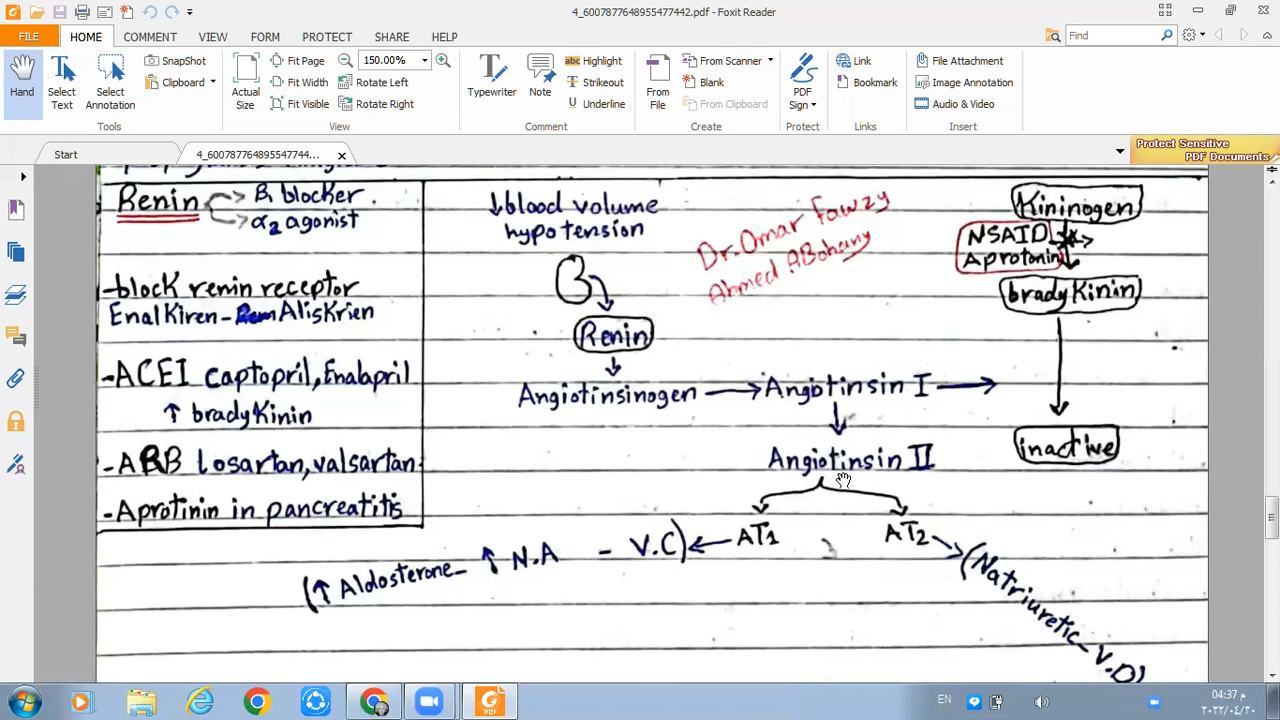 4_6007877648955477442.pdf - Foxit Reader
FILE HOME COMMENT VIEW FORM PROTECT SHARE HELP
Find
Hand
Select Text
Select Annotation
SnapShot
Clipboard
Actual Size
Fit Page
Fit Width
Fit Visible
150.00%
Rotate Left
Rotate Right
Typewriter
Note
Highlight
Strikeout
Underline
From File
From Scanner
Blank
From Clipboard
PDF Sign
Link
Bookmark
File Attachment
Image Annotation
Audio & Video
Tools View Comment Create Protect Links Insert
Start
4_600787764895547744...
Protect Sensitive
PDF Documents
Renin
β1 blocker
α2 agonist
-block renin receptor
Enalkiren- Aliskrien
-ACEI captopril, Enalapril
↑ bradykinin
-ARB losartan, valsartan
-Aprotinin in pancreatitis
↓blood volume
hypotension
Renin
Angiotinsinogen → Angiotinsin I →
Angiotinsin II
AT1 AT2
(↑ Aldosterone - ↑ N.A - V.C)
(Natriuretic - V.D)
Dr. Omar Fawzy
Ahmed ABohany
Kininogen
NSAID
Aprotonin
bradykinin
inactive
EN
04:37 م
٢٠٢٢/٠٤/٣٠